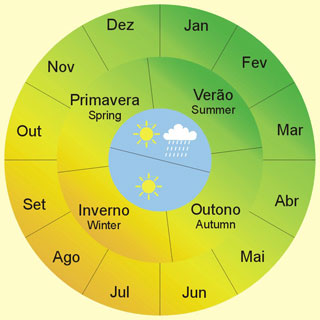 Dez
Jan
Fev
Mar
Abr
Mai
Jun
Jul
Ago
Set
Out
Nov
Primavera
Spring
Verão
Summer
Outono
Autumn
Inverno
Winter